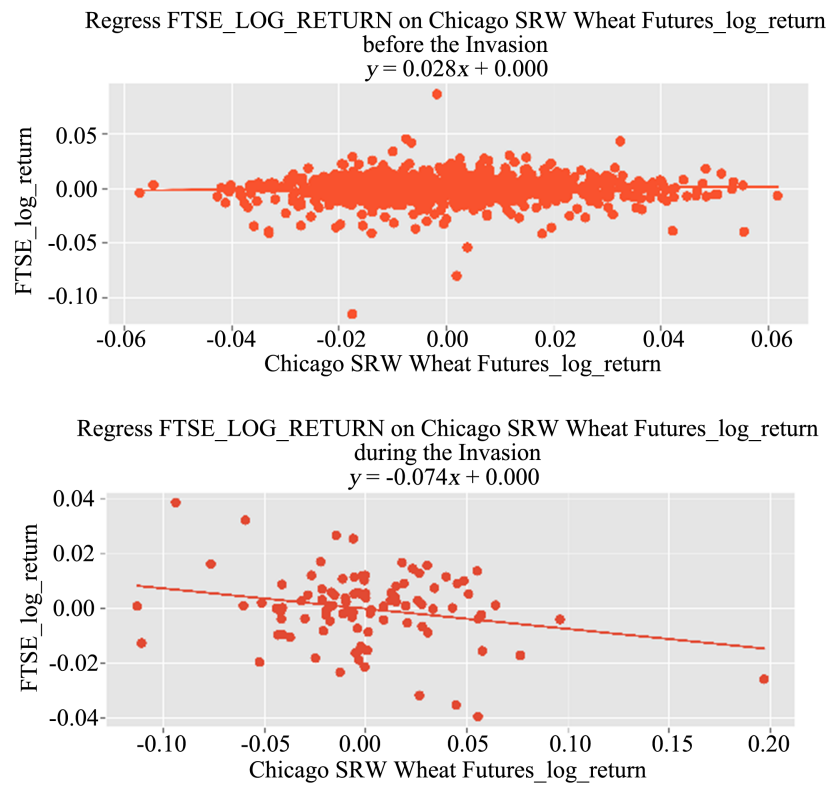 Regress FTSE_LOG_RETURN on Chicago SRW Wheat Futures_log_return
before the Invasion
y = 0.028x + 0.000
FTSE_log_return
0.05
0.00
-0.05
-0.10
-0.06 -0.04 -0.02 0.00 0.02 0.04 0.06
Chicago SRW Wheat Futures_log_return
Regress FTSE_LOG_RETURN on Chicago SRW Wheat Futures_log_return
during the Invasion
y = -0.074x + 0.000
FTSE_log_return
0.04
0.02
0.00
-0.02
-0.04
-0.10 -0.05 0.00 0.05 0.10 0.15 0.20
Chicago SRW Wheat Futures_log_return